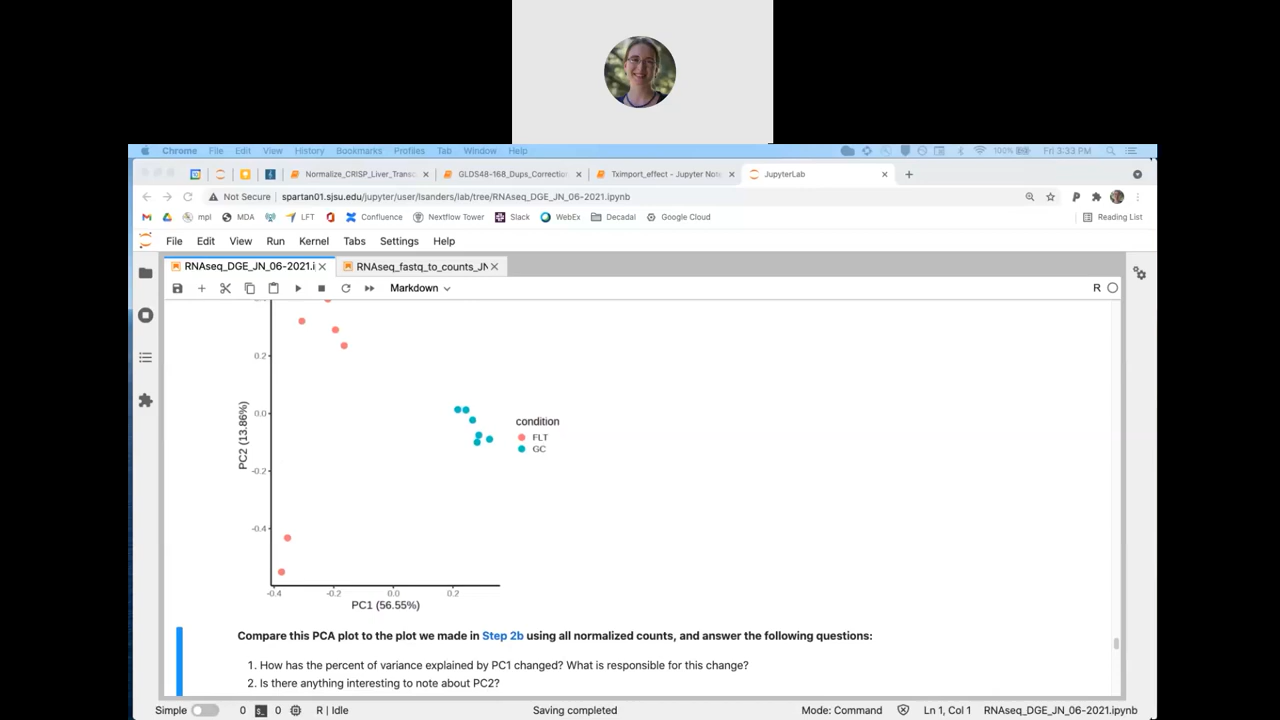 Chrome File Edit View History Bookmarks Profiles Tab Window Help 100% Fri 3:33 PM
Normalize_CRISP_Liver_Transc × GLDS48-168_Dups_Correction × Tximport_effect - Jupyter Not × JupyterLab × +
Not Secure | spartan01.sjsu.edu/jupyter/user/lsanders/lab/tree/RNAseq_DGE_JN_06-2021.ipynb
mpl MDA LFT Confluence Nextflow Tower Slack WebEx Decadal Google Cloud Reading List
File Edit View Run Kernel Tabs Settings Help
RNAseq_DGE_JN_06-2021.i × RNAseq_fastq_to_counts_JN ×
Markdown R
0.2
0.0
-0.2
-0.4
PC2 (13.86%)
condition
FLT
GC
-0.4 -0.2 0.0 0.2
PC1 (56.55%)
Compare this PCA plot to the plot we made in Step 2b using all normalized counts, and answer the following questions:
1. How has the percent of variance explained by PC1 changed? What is responsible for this change?
2. Is there anything interesting to note about PC2?
Simple 0 $_ 0 R | Idle Saving completed Mode: Command Ln 1, Col 1 RNAseq_DGE_JN_06-2021.ipynb